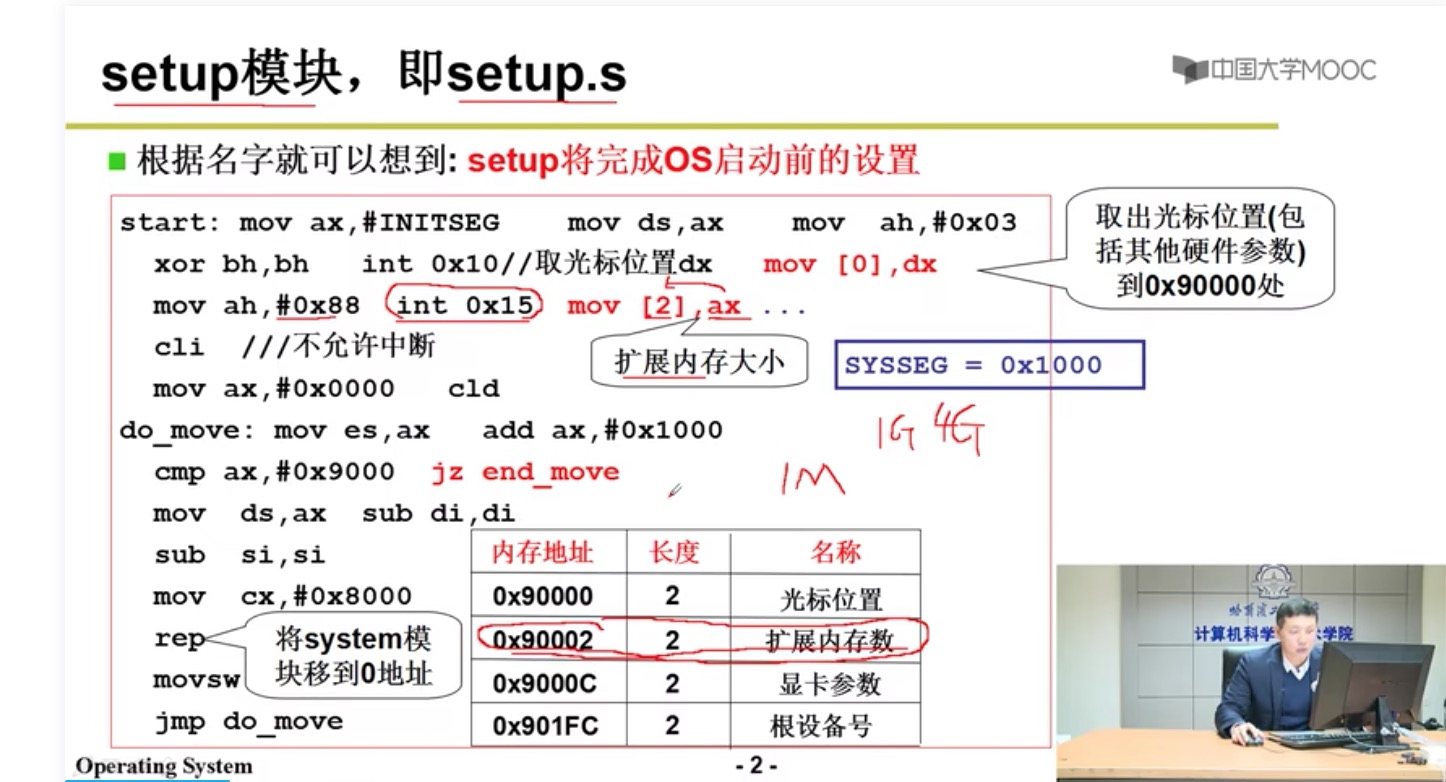 setup模块，即setup.s
中国大学MOOC
根据名字就可以想到: setup将完成OS启动前的设置
start: mov ax,#INITSEG mov ds,ax mov ah,#0x03
xor bh,bh int 0x10//取光标位置dx mov [0],dx
mov ah,#0x88 int 0x15 mov [2],ax ...
cli ///不允许中断
mov ax,#0x0000 cld
do_move: mov es,ax add ax,#0x1000
cmp ax,#0x9000 jz end_move
mov ds,ax sub di,di
sub si,si
mov cx,#0x8000
rep
movsw
jmp do_move
取出光标位置(包
括其他硬件参数)
到0x90000处
扩展内存大小
SYSSEG = 0x1000
1G 4G
1M
将system模
块移到0地址
内存地址 长度 名称
0x90000 2 光标位置
0x90002 2 扩展内存数
0x9000C 2 显卡参数
0x901FC 2 根设备号
计算机科学 术学院
Operating System
- 2 -